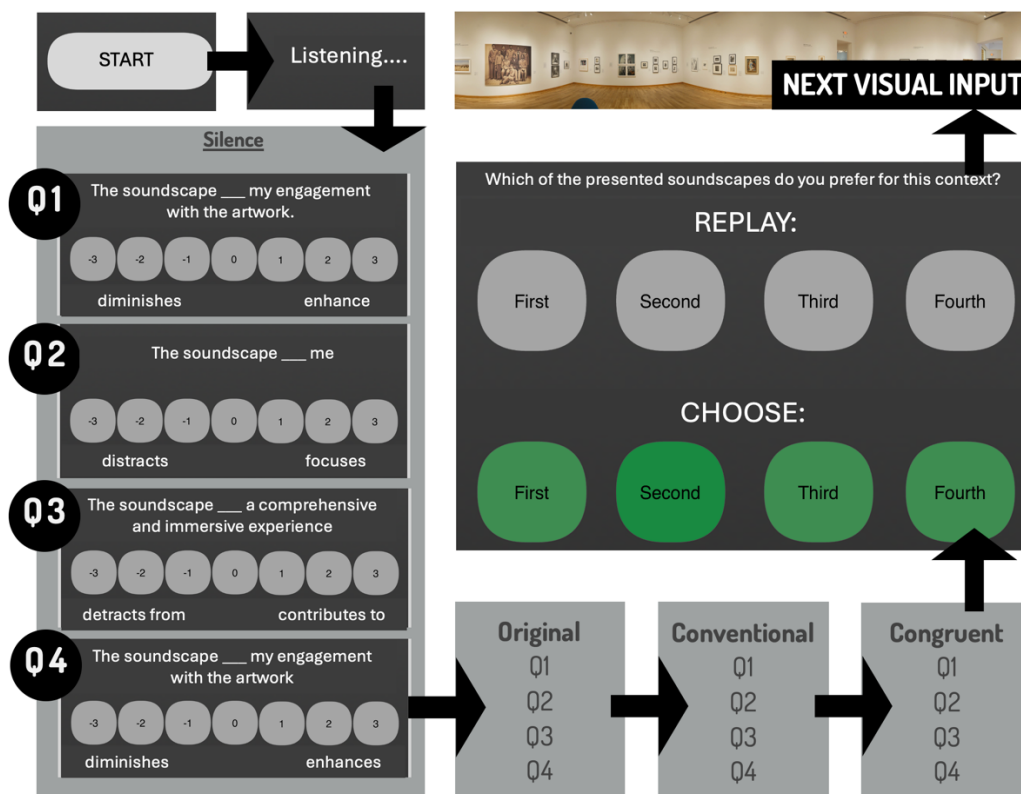 START
Listening....
Silence
Q1
The soundscape ___ my engagement
with the artwork.
-3 -2 -1 0 1 2 3
diminishes enhance
Q2
The soundscape ___ me
-3 -2 -1 0 1 2 3
distracts focuses
Q3
The soundscape ___ a comprehensive
and immersive experience
-3 -2 -1 0 1 2 3
detracts from contributes to
Q4
The soundscape ___ my engagement
with the artwork
-3 -2 -1 0 1 2 3
diminishes enhances
Original
Q1
Q2
Q3
Q4
Conventional
Q1
Q2
Q3
Q4
Congruent
Q1
Q2
Q3
Q4
Which of the presented soundscapes do you prefer for this context?
REPLAY:
First Second Third Fourth
CHOOSE:
First Second Third Fourth
NEXT VISUAL INPUT